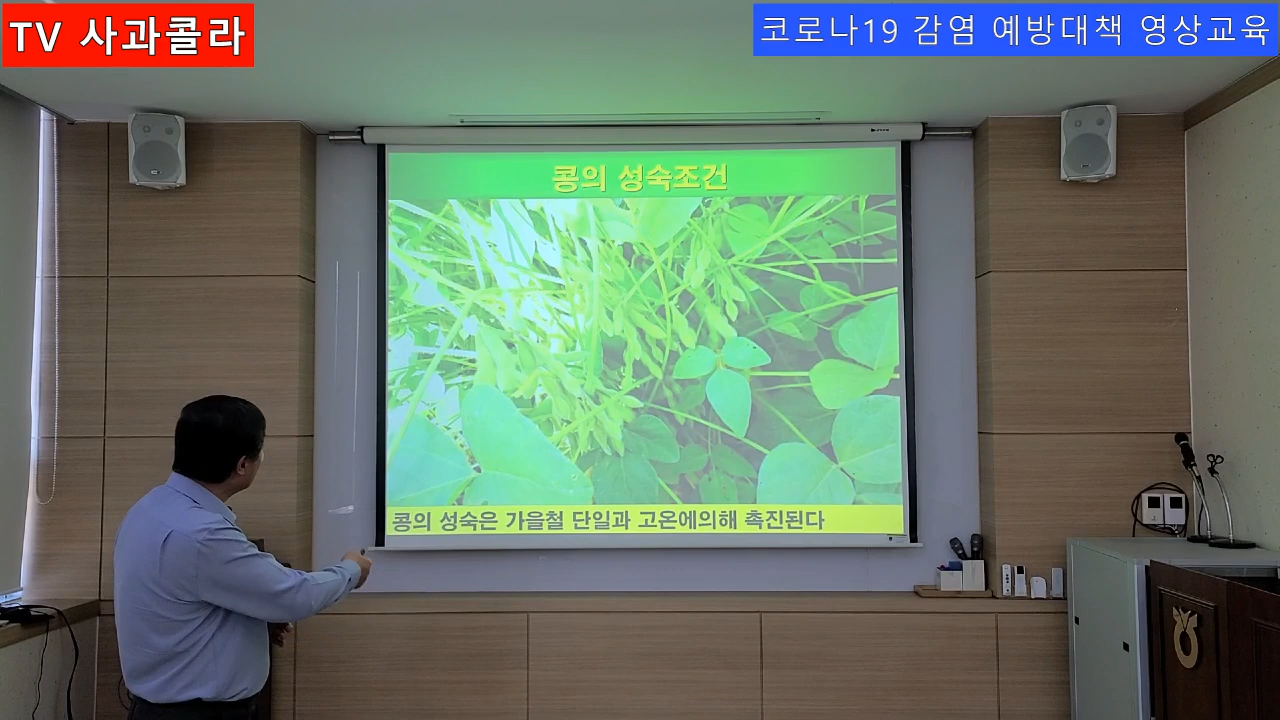 TV 사과콜라
코로나19 감염 예방대책 영상교육
콩의 성숙조건
콩의 성숙은 가을철 단일과 고온에의해 촉진된다